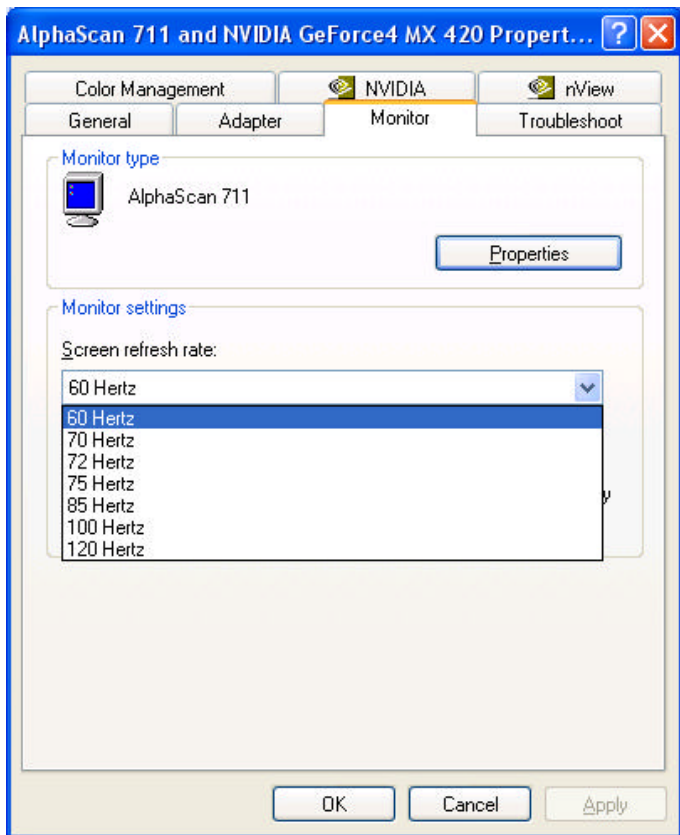 AlphaScan 711 and NVIDIA GeForce4 MX 420 Propert...
Color Management NVIDIA nView
General Adapter Monitor Troubleshoot
Monitor type
AlphaScan 711
Properties
Monitor settings
Screen refresh rate:
60 Hertz
60 Hertz
70 Hertz
72 Hertz
75 Hertz
85 Hertz
100 Hertz
120 Hertz
OK Cancel Apply